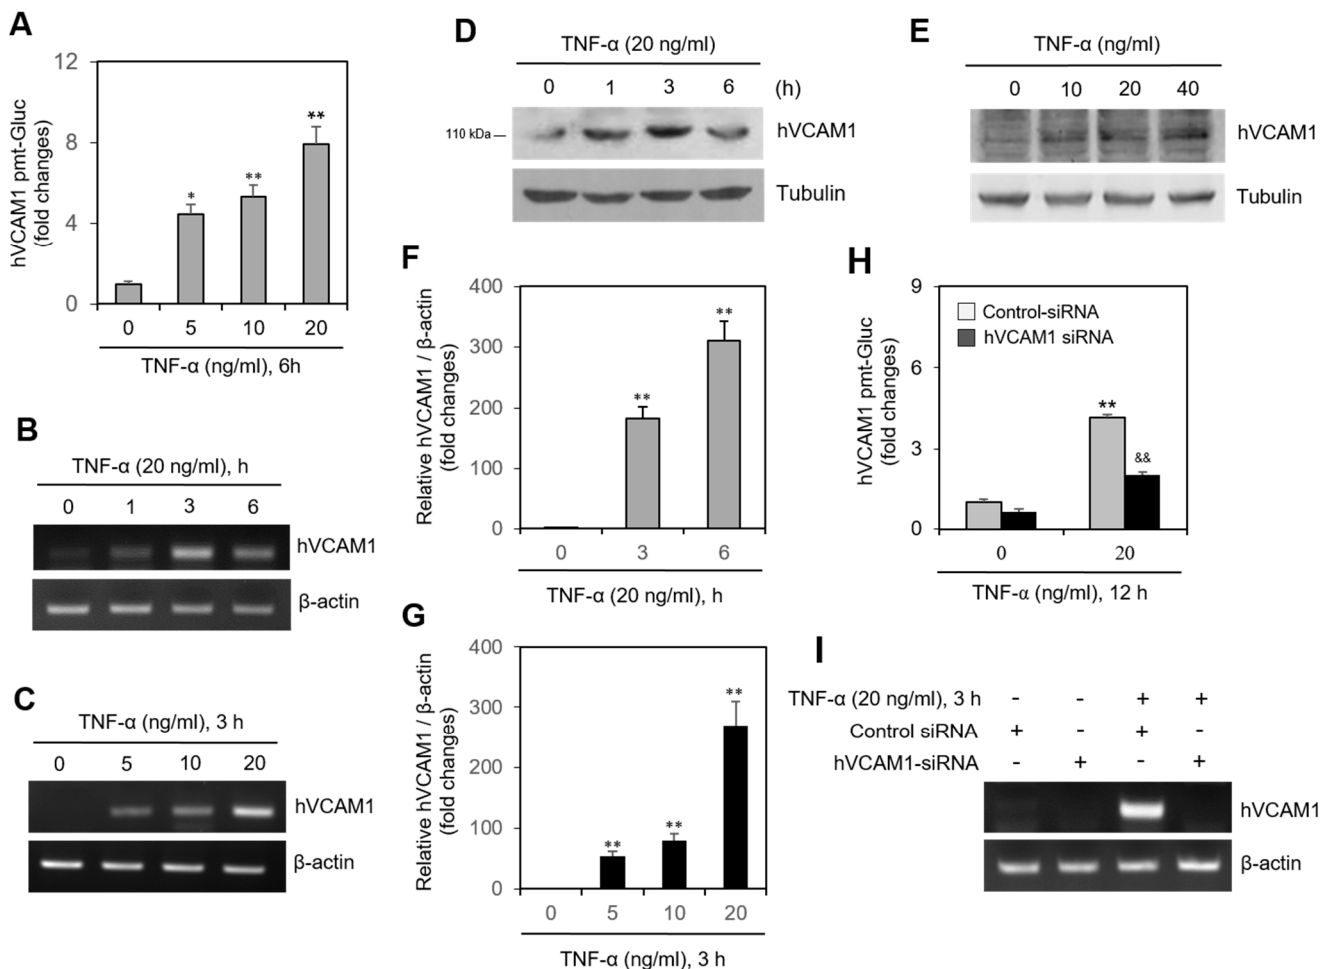 A
hVCAM1 pmt-Gluc
(fold changes)
12
8
4
0
*
**
**
0 5 10 20
TNF-α (ng/ml), 6h
B
TNF-α (20 ng/ml), h
0 1 3 6
hVCAM1
β-actin
C
TNF-α (ng/ml), 3 h
0 5 10 20
hVCAM1
β-actin
D
TNF-α (20 ng/ml)
0 1 3 6 (h)
110 kDa
hVCAM1
Tubulin
E
TNF-α (ng/ml)
0 10 20 40
hVCAM1
Tubulin
F
Relative hVCAM1 / β-actin
(fold changes)
400
300
200
100
0
**
**
0 3 6
TNF-α (20 ng/ml), h
G
Relative hVCAM1 / β-actin
(fold changes)
400
300
200
100
0
**
**
**
0 5 10 20
TNF-α (ng/ml), 3 h
H
hVCAM1 pmt-Gluc
(fold changes)
9
6
3
0
Control-siRNA
hVCAM1 siRNA
**
&&
0 20
TNF-α (ng/ml), 12 h
I
TNF-α (20 ng/ml), 3 h - - + +
Control siRNA + - + -
hVCAM1-siRNA - + - +
hVCAM1
β-actin